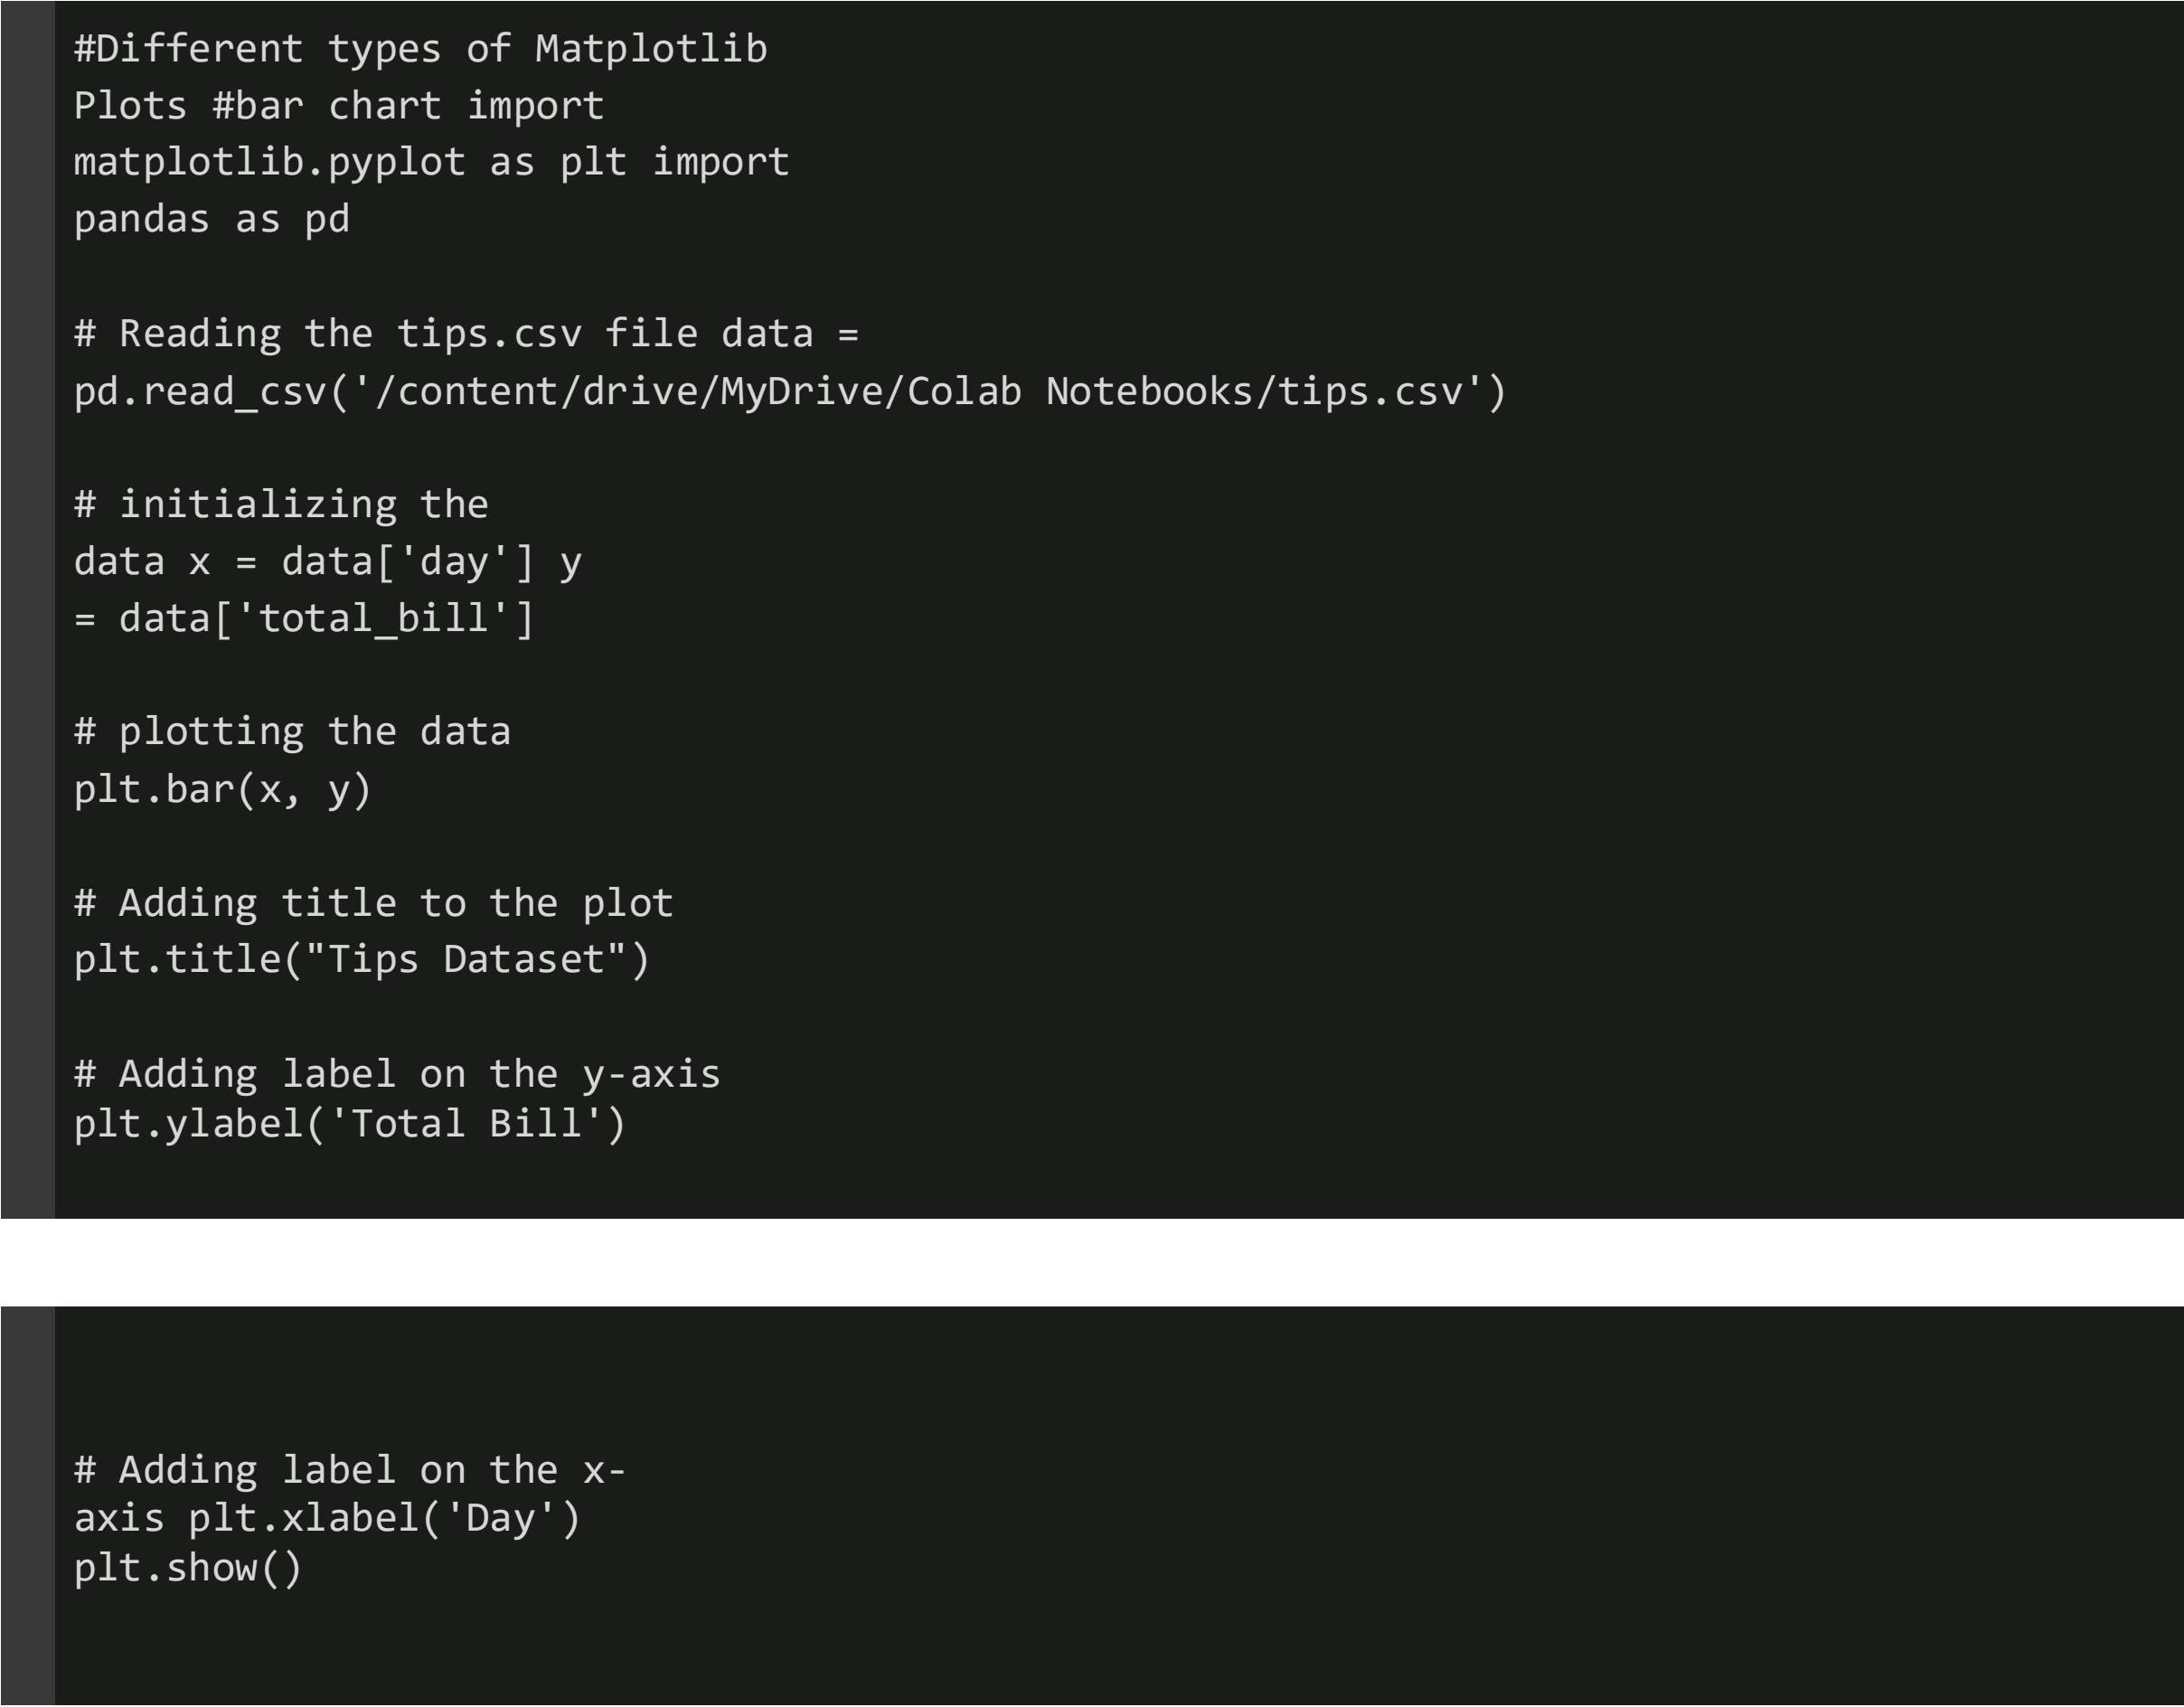 #Different types of Matplotlib
Plots #bar chart import
matplotlib.pyplot as plt import
pandas as pd
# Reading the tips.csv file data =
pd.read_csv('/content/drive/MyDrive/Colab Notebooks/tips.csv')
# initializing the
data x = data['day'] y
= data['total_bill']
# plotting the data
plt.bar(x, y)
# Adding title to the plot
plt.title("Tips Dataset")
# Adding label on the y-axis
plt.ylabel('Total Bill')
# Adding label on the x-
axis plt.xlabel('Day')
plt.show()